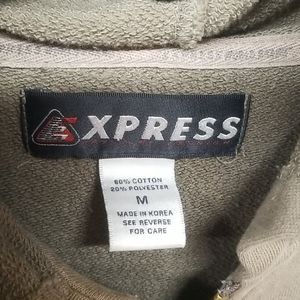 XPRESS
80% COTTON
20% POLYESTER
M
MADE IN KOREA
SEE REVERSE
FOR CARE